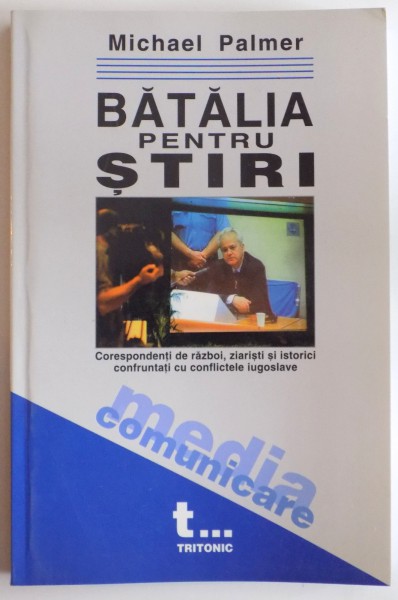 Michael Palmer
BĂTĂLIA
PENTRU
ȘTIRI
Corespondenți de război, ziariști și istorici
confruntați cu conflictele iugoslave
media
comunicare
t...
TRITONIC